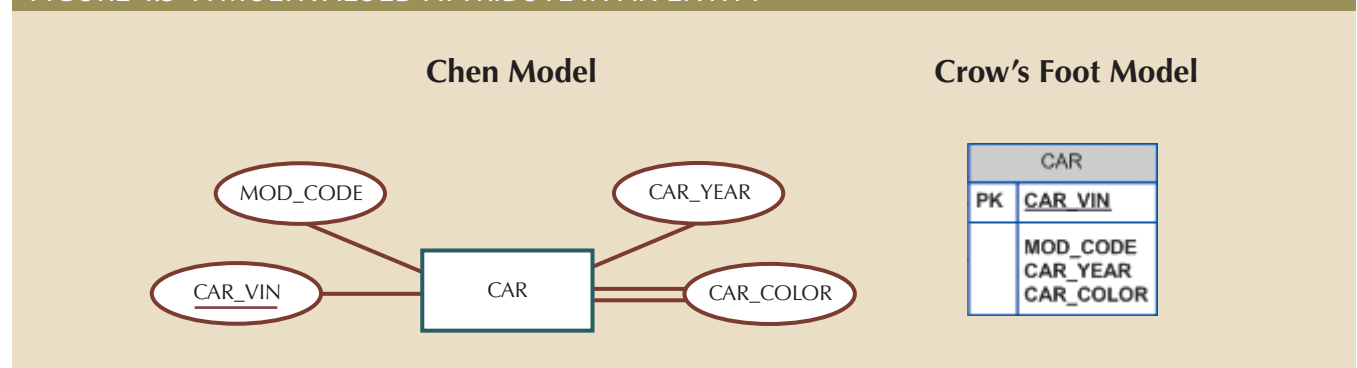 Chen Model
Crow's Foot Model
MOD_CODE
CAR_YEAR
CAR_VIN
CAR
CAR_COLOR
CAR
PK CAR_VIN
MOD_CODE
CAR_YEAR
CAR_COLOR